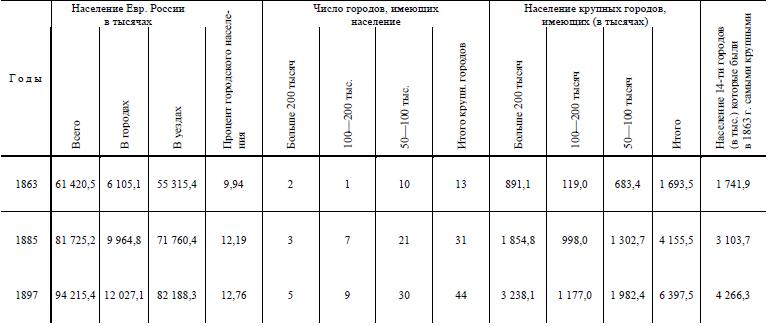 Годы
Население Евр. России
в тысячах
Всего
В городах
В уездах
Процент городского населе-
ния
Число городов, имеющих
население
Больше 200 тысяч
100—200 тыс.
50—100 тыс.
Итого крупн. городов
Население крупных городов,
имеющих (в тысячах)
Больше 200 тысяч
100—200 тысяч
50—100 тысяч
Итого
Население 14-ти городов
(в тыс.) которые были
в 1863 г. самыми крупными
1863 61 420,5 6 105,1 55 315,4 9,94 2 1 10 13 891,1 119,0 683,4 1 693,5 1 741,9
1885 81 725,2 9 964,8 71 760,4 12,19 3 7 21 31 1 854,8 998,0 1 302,7 4 155,5 3 103,7
1897 94 215,4 12 027,1 82 188,3 12,76 5 9 30 44 3 238,1 1 177,0 1 982,4 6 397,5 4 266,3